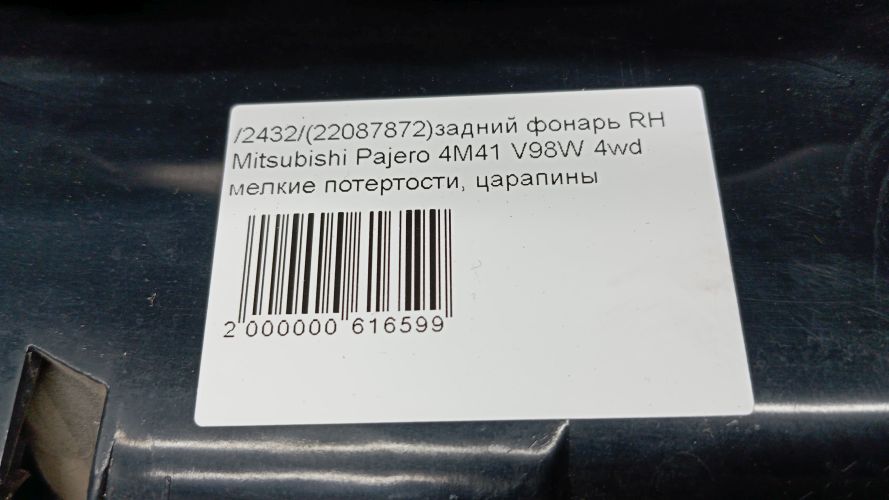 /2432/(22087872)задний фонарь RH
Mitsubishi Pajero 4M41 V98W 4wd
мелкие потертости, царапины
2 000000 616599